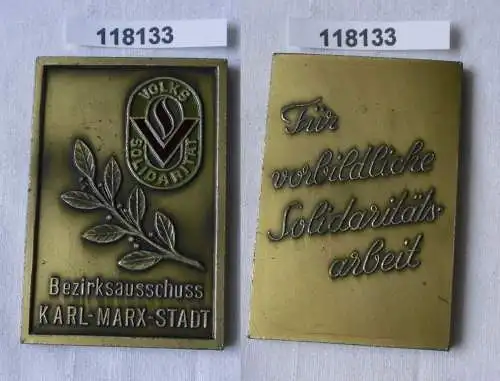 118133
VOLKS
SOLIDARITÄT
Bezirksausschuss
KARL-MARX-STADT
118133
Für
vorbildliche
Solidaritäts-
arbeit